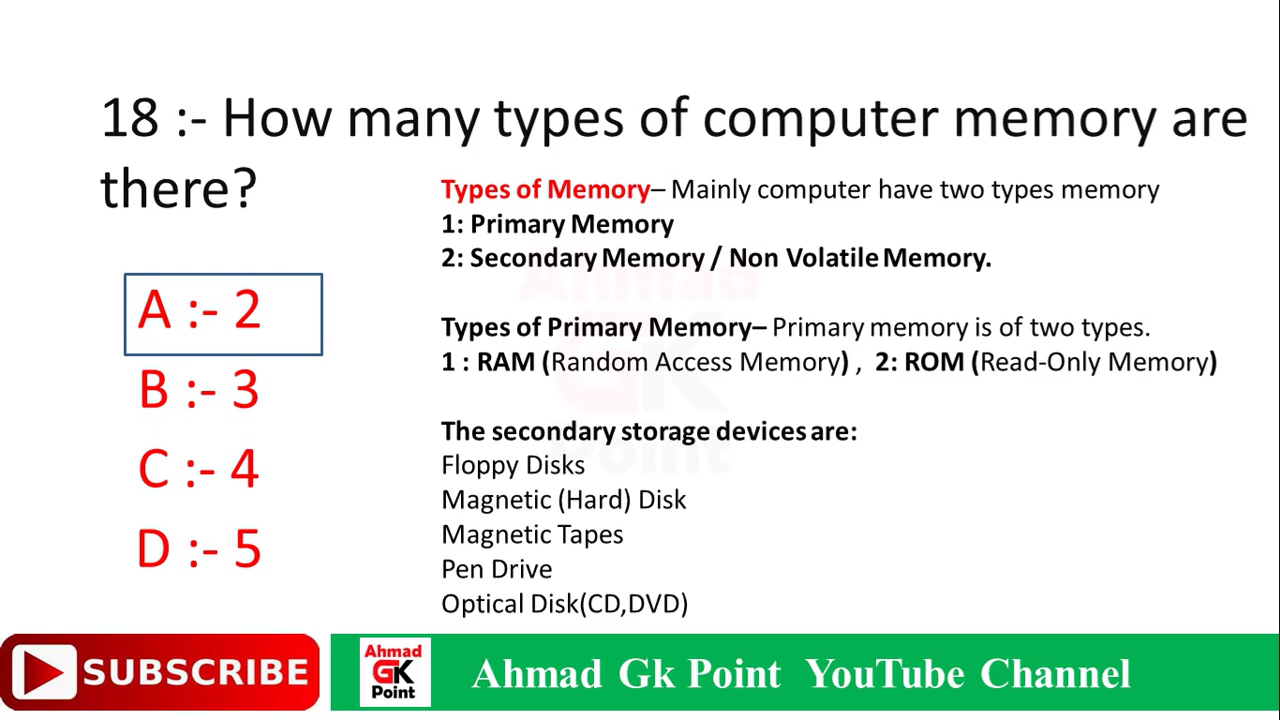 18 :- How many types of computer memory are
there?
Types of Memory– Mainly computer have two types memory
1: Primary Memory
2: Secondary Memory / Non Volatile Memory.
A :- 2
B :- 3
C :- 4
D :- 5
Types of Primary Memory– Primary memory is of two types.
1 : RAM (Random Access Memory) , 2: ROM (Read-Only Memory)
The secondary storage devices are:
Floppy Disks
Magnetic (Hard) Disk
Magnetic Tapes
Pen Drive
Optical Disk(CD,DVD)
Ahmad
GK
Point
SUBSCRIBE
Ahmad
GK
Point
Ahmad Gk Point YouTube Channel